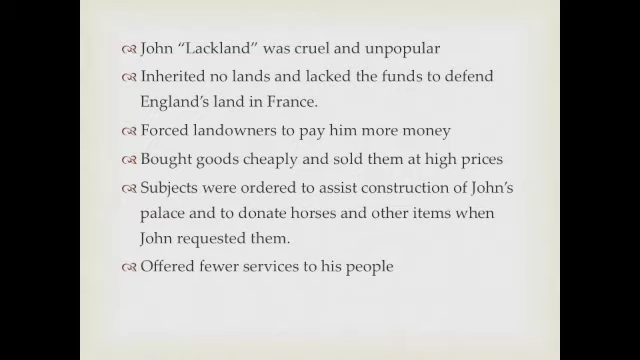 John “Lackland” was cruel and unpopular
Inherited no lands and lacked the funds to defend
England’s land in France.
Forced landowners to pay him more money
Bought goods cheaply and sold them at high prices
Subjects were ordered to assist construction of John’s
palace and to donate horses and other items when
John requested them.
Offered fewer services to his people